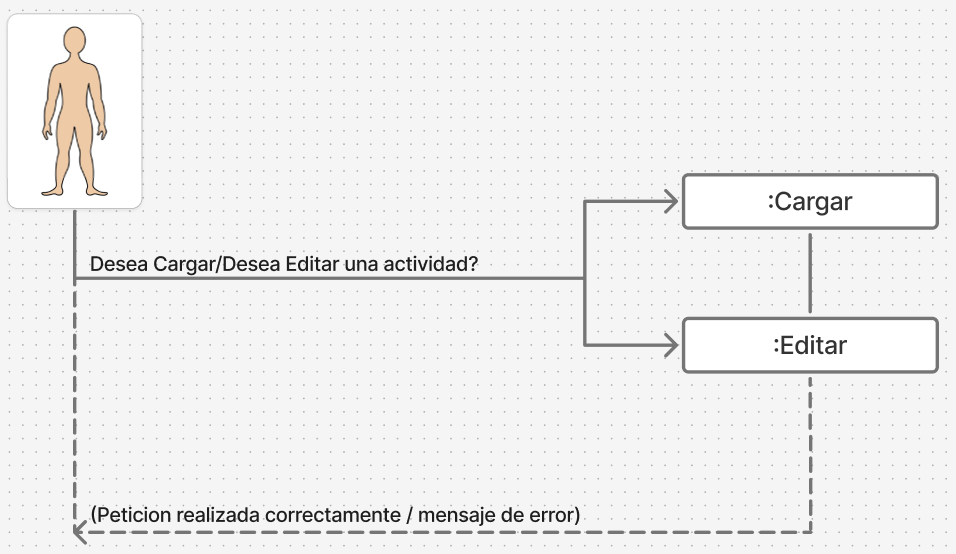 :Cargar
Desea Cargar/Desea Editar una actividad?
:Editar
(Peticion realizada correctamente / mensaje de error)